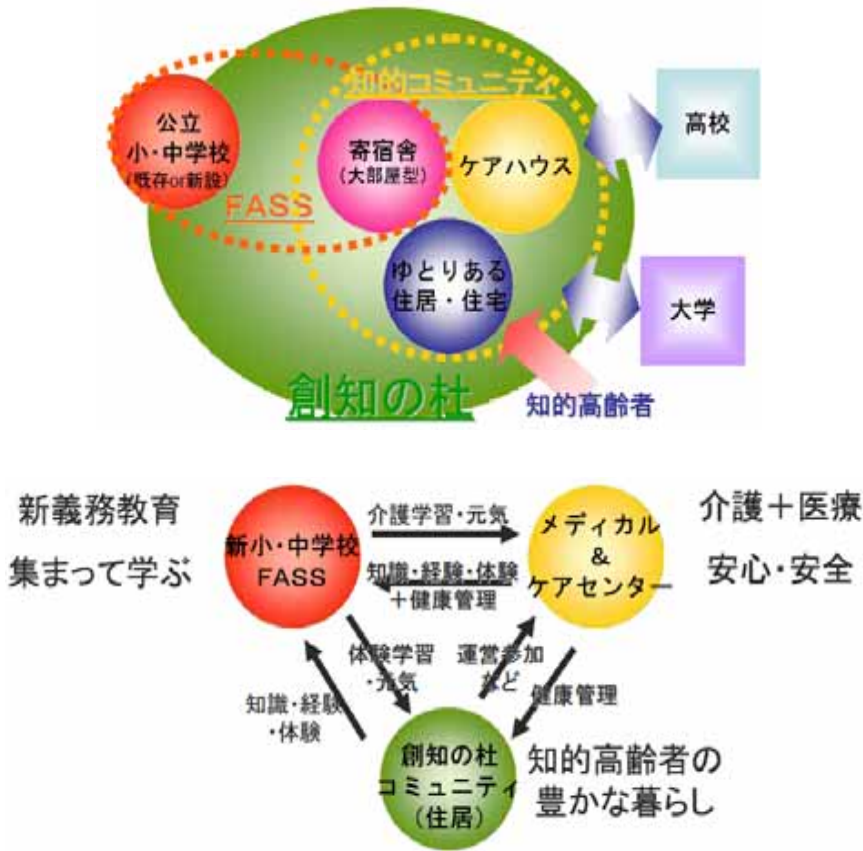 知的コミュニティ
公立
小・中学校
(既存or新設)
寄宿舎
(大部屋型)
ケアハウス
高校
FASS
ゆとりある
住居・住宅
大学
創知の杜
知的高齢者
新義務教育
集まって学ぶ
新小・中学校
FASS
介護学習・元気
知識・経験・体験
＋健康管理
メディカル
&
ケアセンター
介護＋医療
安心・安全
体験学習
・元気
運営参加
など
知識・経験
・体験
健康管理
創知の杜
コミュニティ
(住居)
知的高齢者の
豊かな暮らし